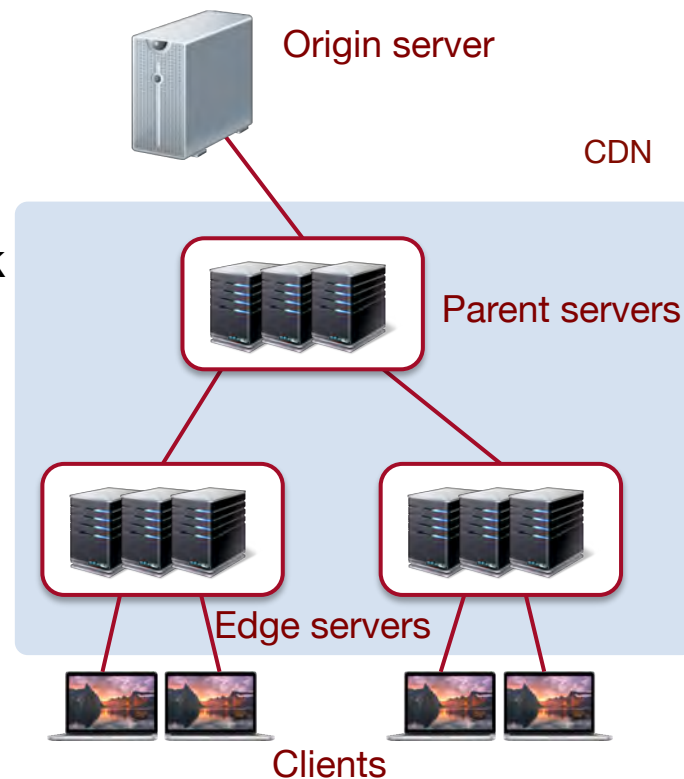 Origin server
CDN
k
Parent servers
Edge servers
Clients